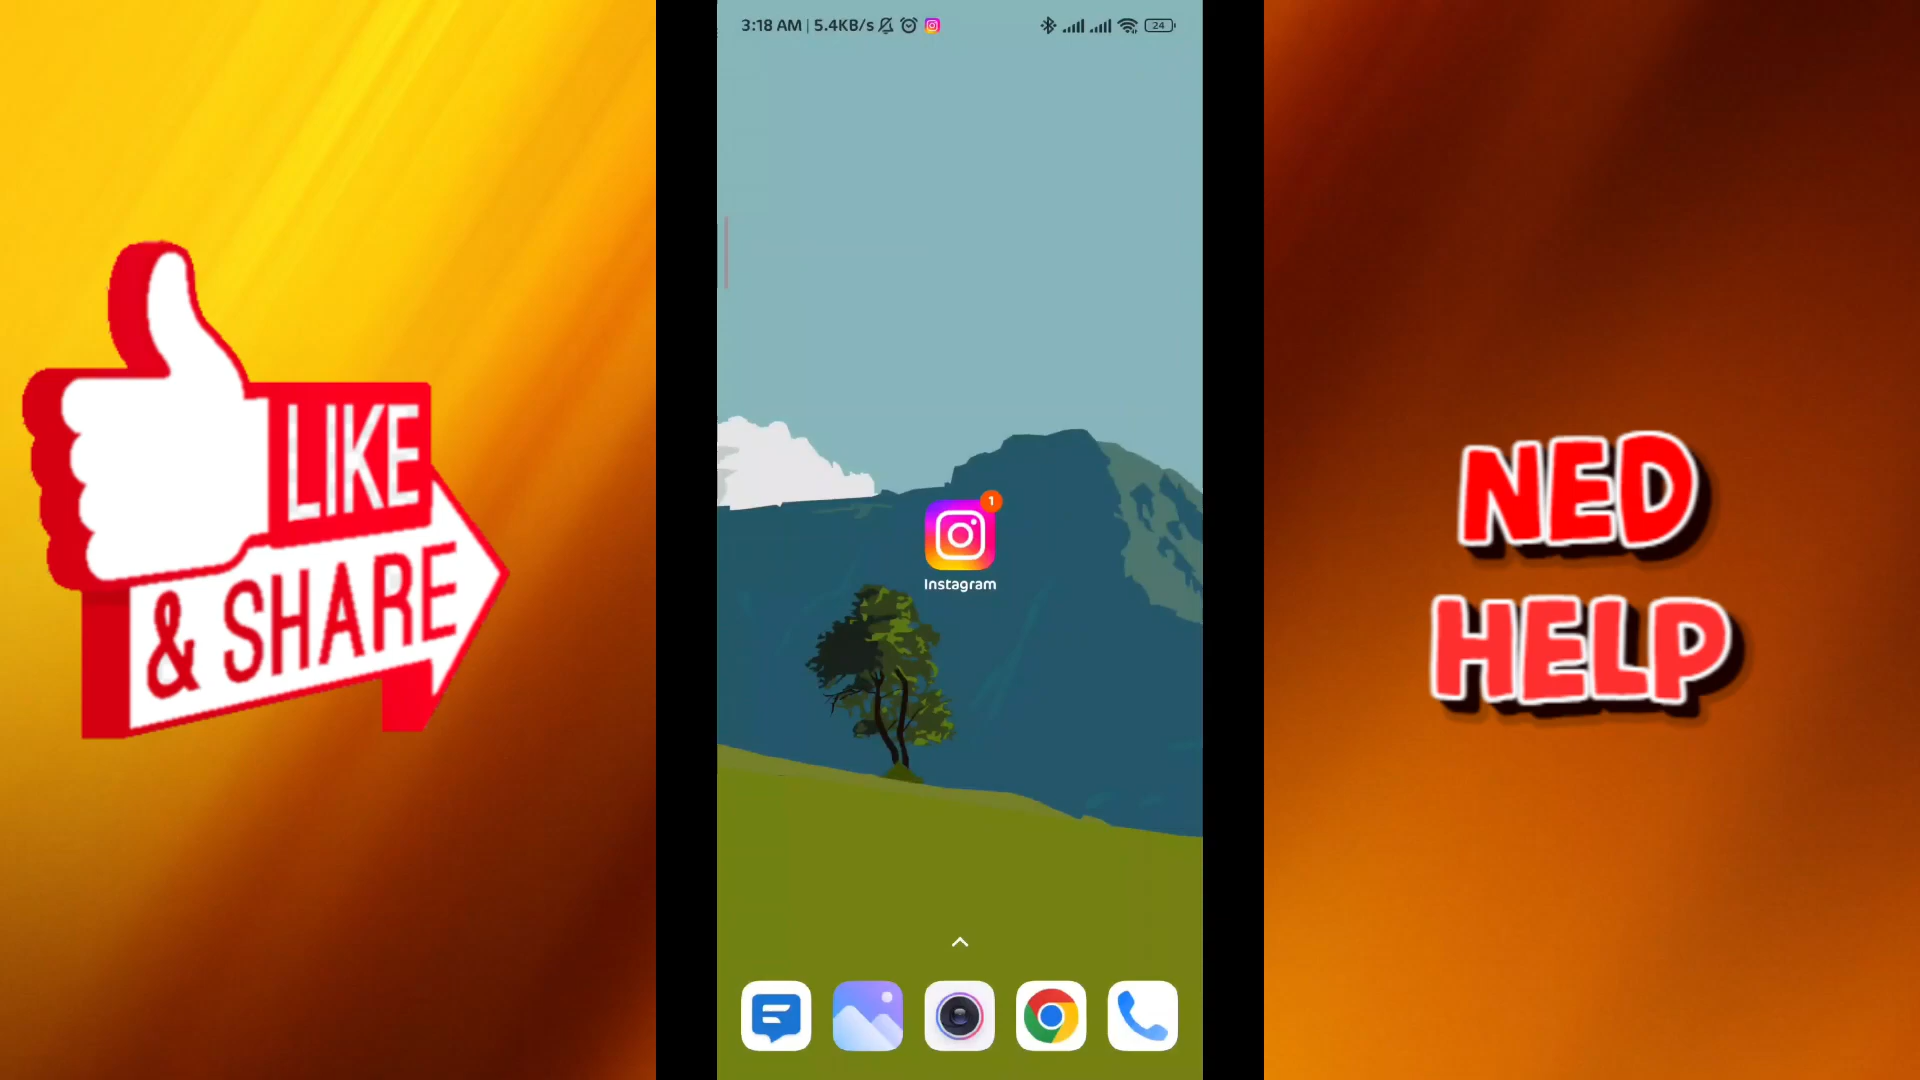 LIKE
& SHARE
3:18 AM | 5.4KB/s
24
1
Instagram
NED
HELP